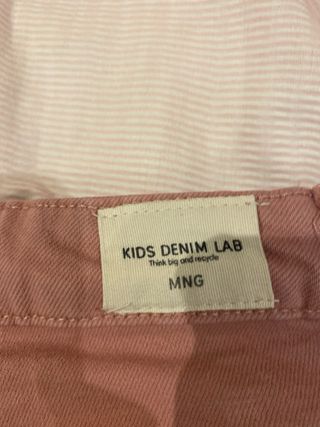 KIDS DENIM LAB
Think big and recycle
MNG